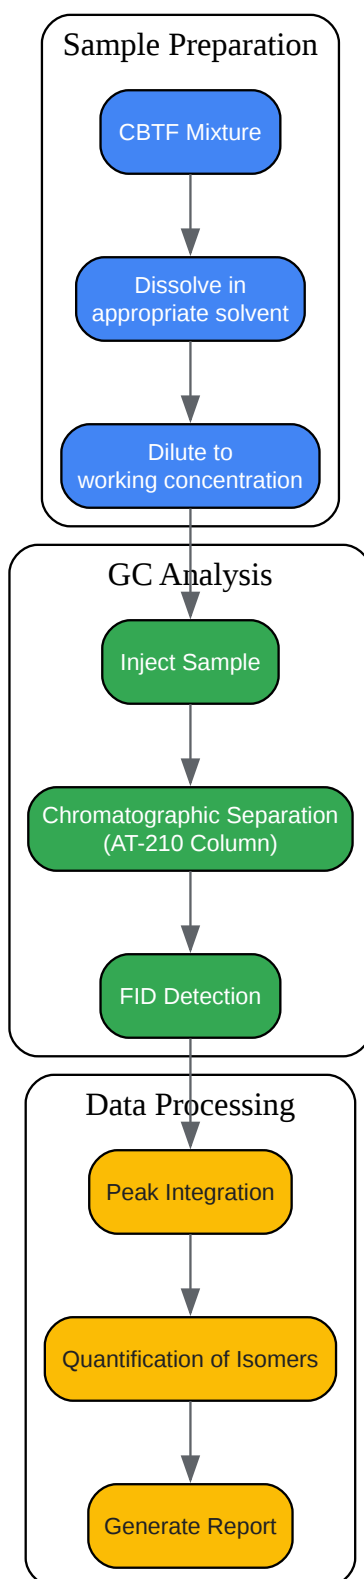 Sample Preparation
CBTF Mixture
Dissolve in
appropriate solvent
Dilute to
working concentration
GC Analysis
Inject Sample
Chromatographic Separation
(AT-210 Column)
FID Detection
Data Processing
Peak Integration
Quantification of Isomers
Generate Report